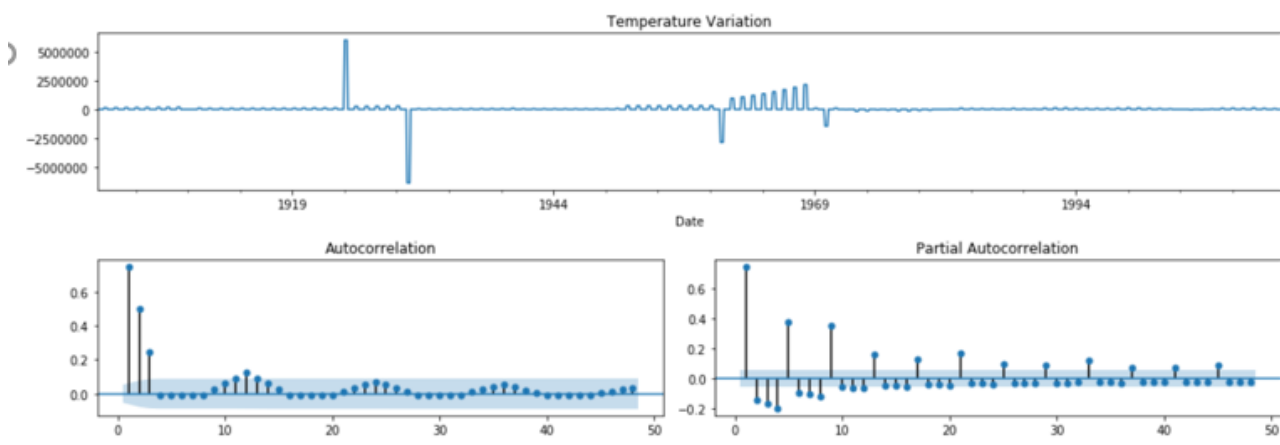 Temperature Variation
5000000
2500000
0
−2500000
−5000000
1919 1944 1969 1994
Date
Autocorrelation
0.6
0.4
0.2
0.0
0 10 20 30 40 50
Partial Autocorrelation
0.6
0.4
0.2
0.0
−0.2
0 10 20 30 40 50